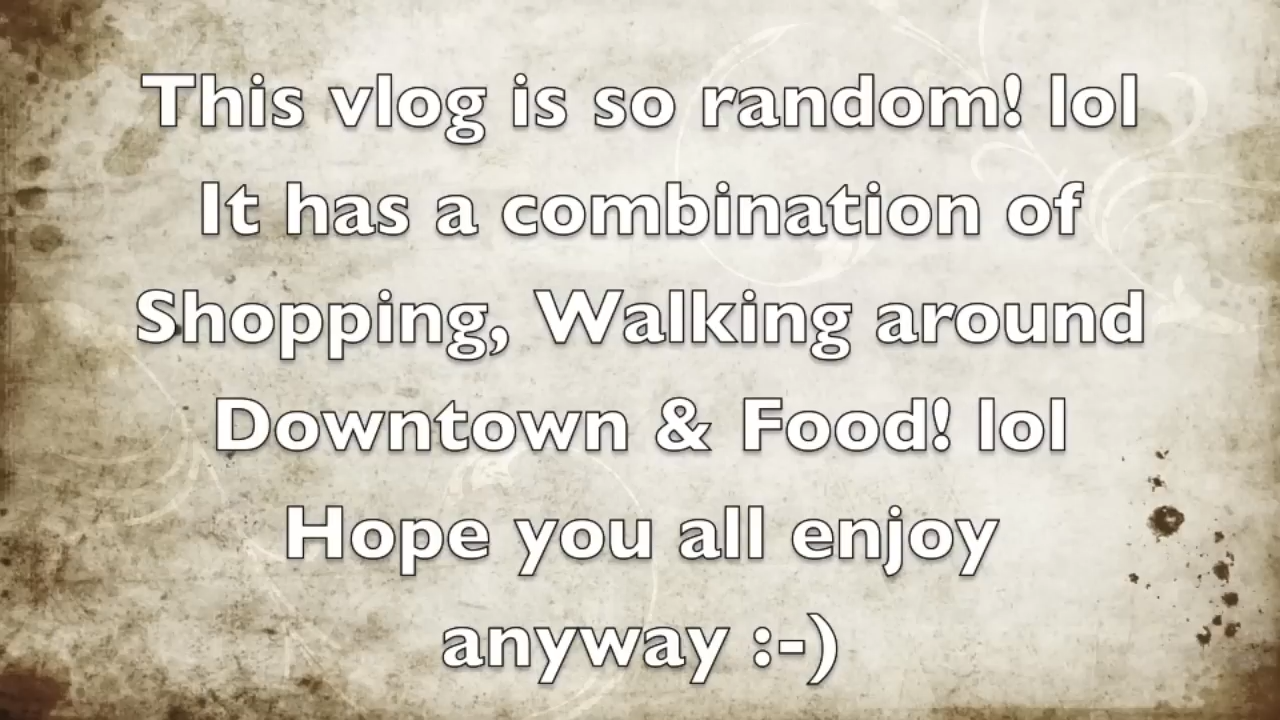 This vlog is so random! lol
It has a combination of
Shopping, Walking around
Downtown & Food! lol
Hope you all enjoy
anyway :-)